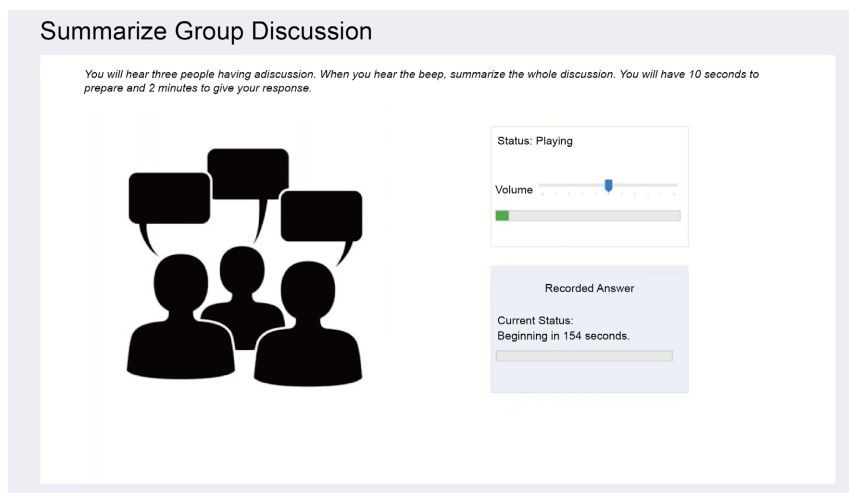 Summarize Group Discussion
You will hear three people having adiscussion. When you hear the beep, summarize the whole discussion. You will have 10 seconds to
prepare and 2 minutes to give your response.
Status: Playing
Volume
Recorded Answer
Current Status:
Beginning in 154 seconds.